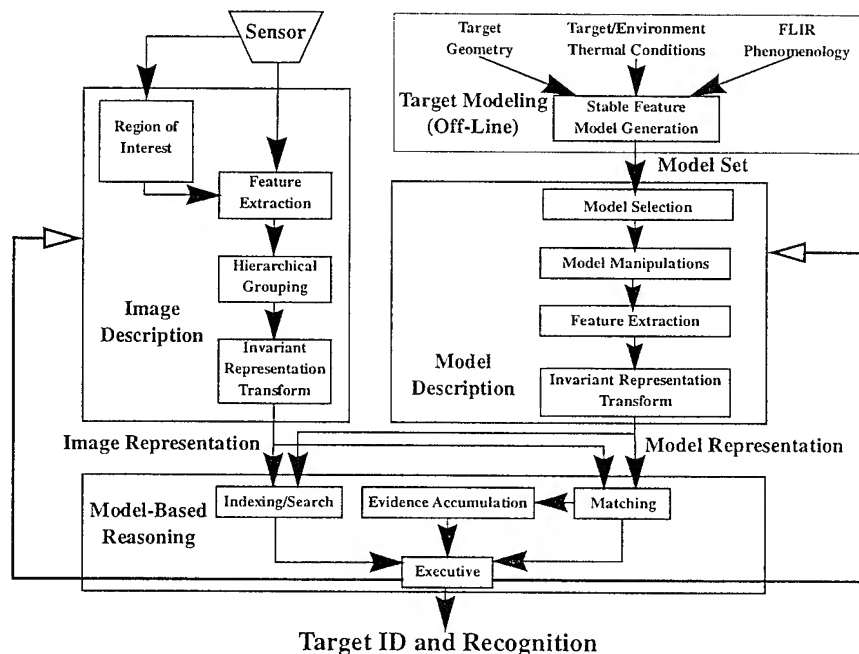 Sensor
Target
Geometry
Target/Environment
Thermal Conditions
FLIR
Phenomenology
Target Modeling
(Off-Line)
Stable Feature
Model Generation
Region of
Interest
Feature
Extraction
Hierarchical
Grouping
Image
Description
Invariant
Representation
Transform
Model Set
Model Selection
Model Manipulations
Feature Extraction
Model
Description
Invariant Representation
Transform
Image Representation
Model Representation
Model-Based
Reasoning
Indexing/Search
Evidence Accumulation
Matching
Executive
Target ID and Recognition